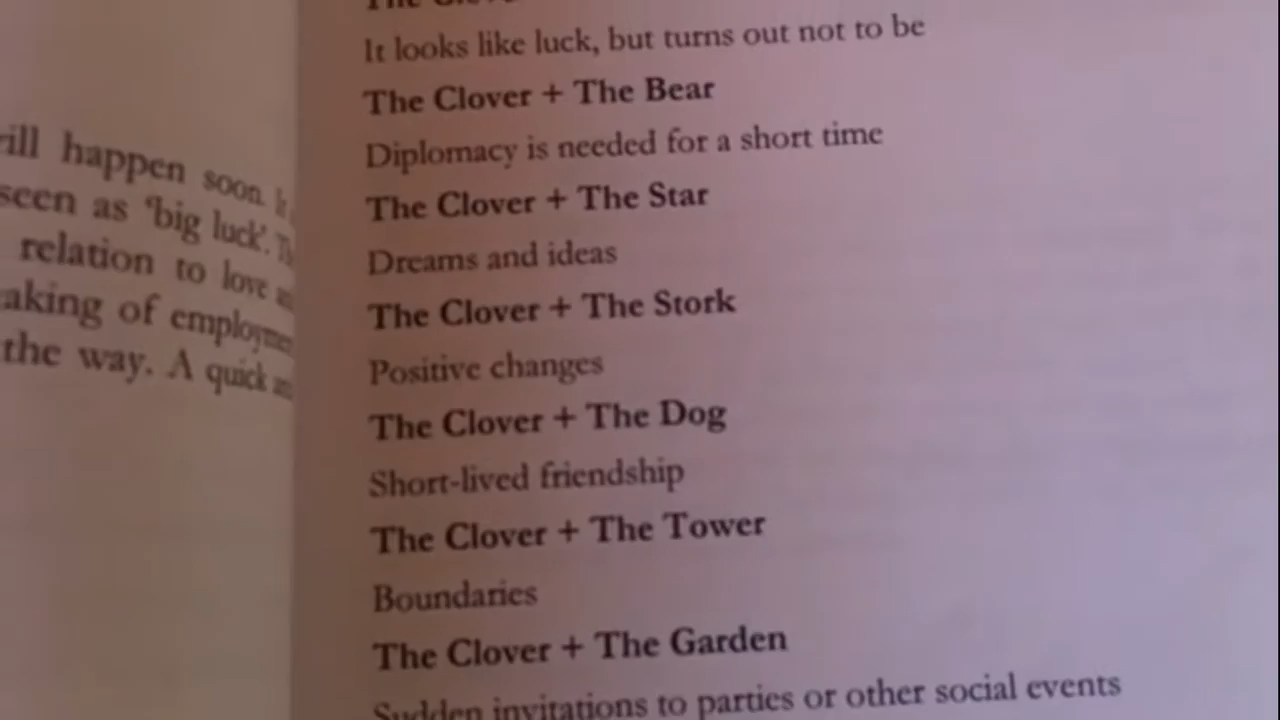 happen soon.
seen as 'big luck'.
relation to love
of
the way. A quick
The
It looks like luck, but turns out not to be
The Clover + The Bear
Diplomacy is needed for a short time
The Clover + The Star
Dreams and ideas
The Clover + The Stork
Positive changes
The Clover + The Dog
Short-lived friendship
The Clover + The Tower
Boundaries
The Clover + The Garden
Sudden invitations to parties or other social events